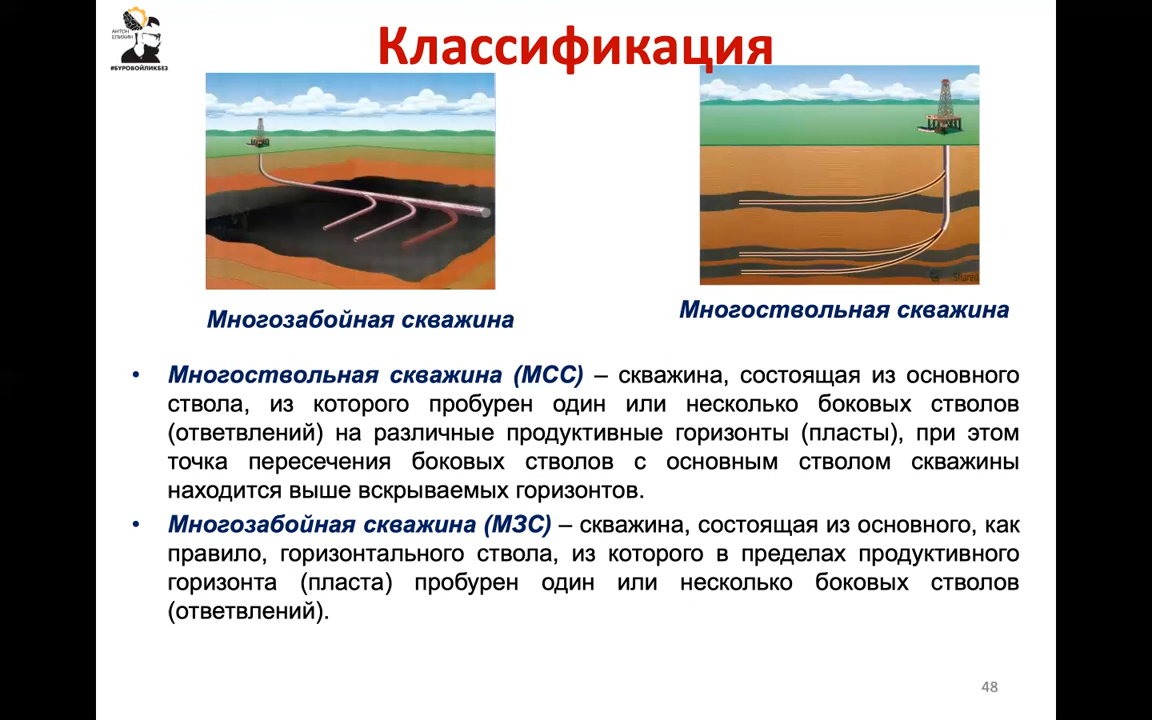 Классификация
АНТОН
ЕПИХИН
#БУРОВОЙЛИКБЕЗ
Многозабойная скважина
Многоствольная скважина
• Многоствольная скважина (МСС) – скважина, состоящая из основного
ствола, из которого пробурен один или несколько боковых стволов
(ответвлений) на различные продуктивные горизонты (пласты), при этом
точка пересечения боковых стволов с основным стволом скважины
находится выше вскрываемых горизонтов.
• Многозабойная скважина (МЗС) – скважина, состоящая из основного, как
правило, горизонтального ствола, из которого в пределах продуктивного
горизонта (пласта) пробурен один или несколько боковых стволов
(ответвлений).
48